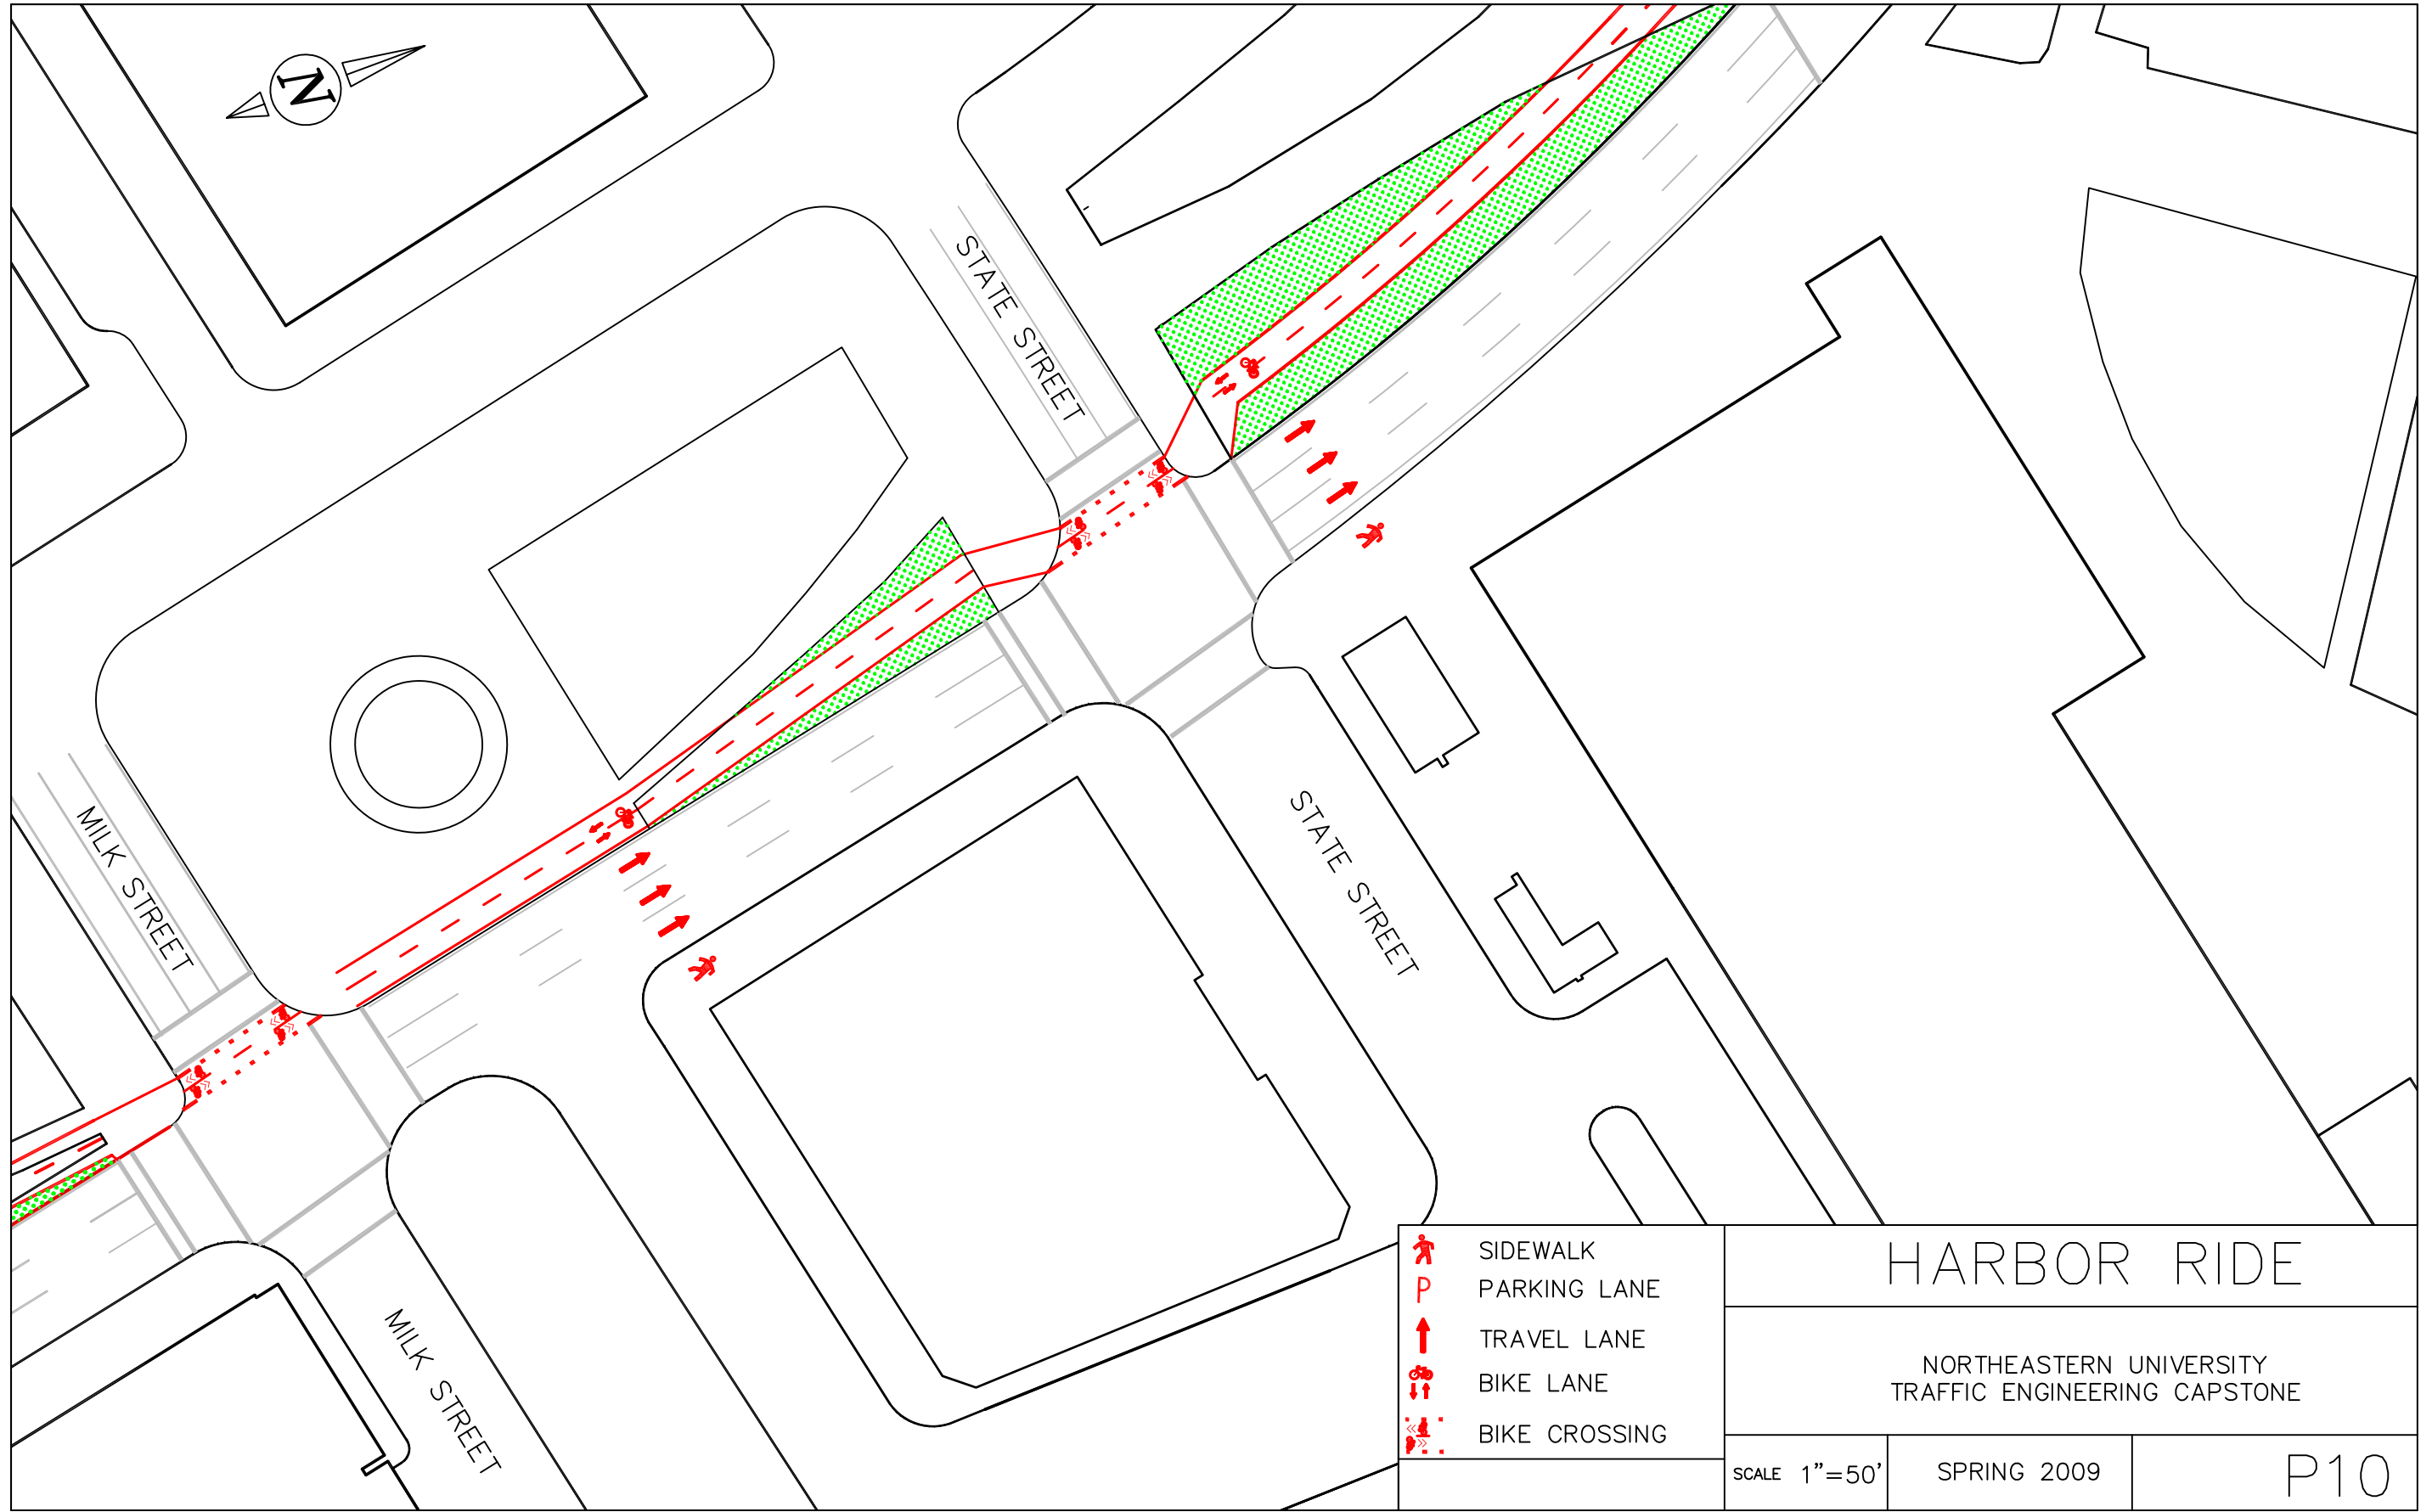 N
STATE STREET
MILK STREET
STATE STREET
MILK STREET
SIDEWALK
P PARKING LANE
TRAVEL LANE
BIKE LANE
BIKE CROSSING
HARBOR RIDE
NORTHEASTERN UNIVERSITY
TRAFFIC ENGINEERING CAPSTONE
SCALE 1"=50'
SPRING 2009
P10